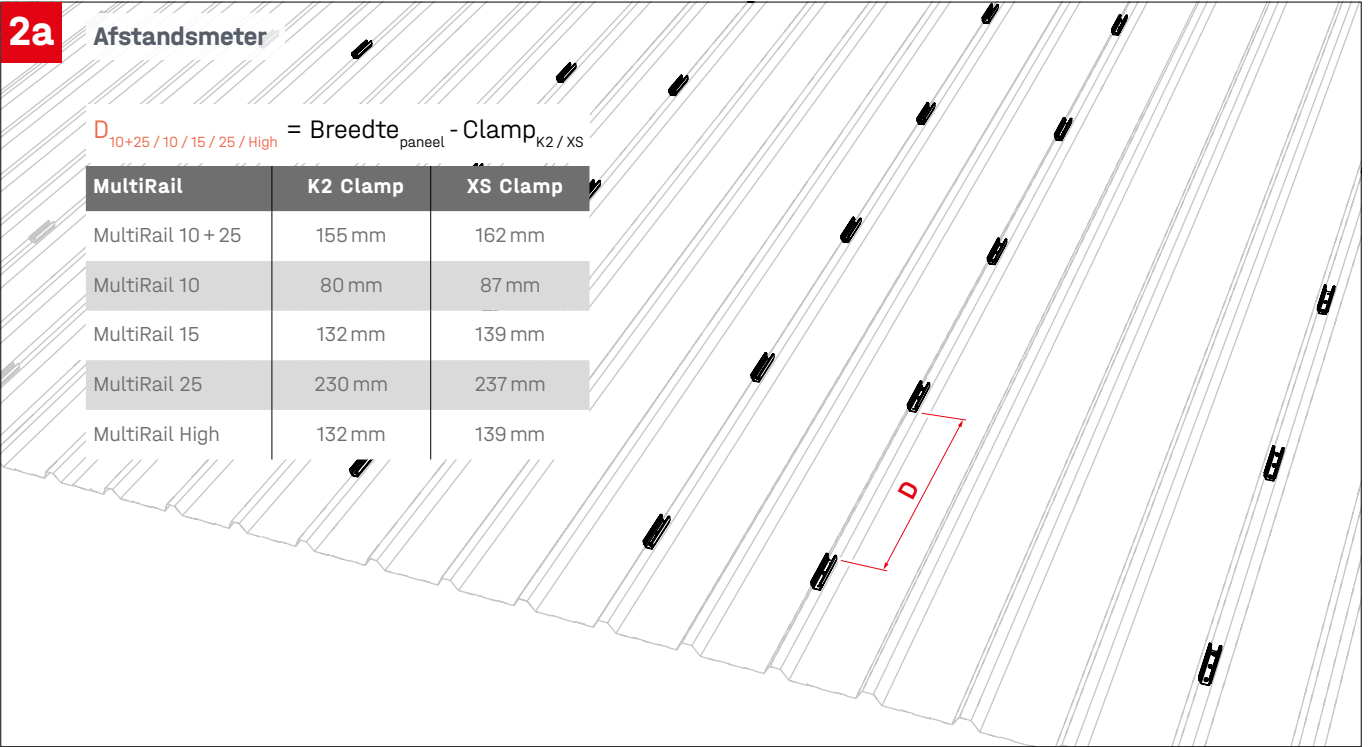 2a
Afstandsmeter
D10+25 / 10 / 15 / 25 / High = Breedtepaneel - ClampK2 / XS
MultiRail K2 Clamp XS Clamp
MultiRail 10 + 25 155 mm 162 mm
MultiRail 10 80 mm 87 mm
MultiRail 15 132 mm 139 mm
MultiRail 25 230 mm 237 mm
MultiRail High 132 mm 139 mm
D